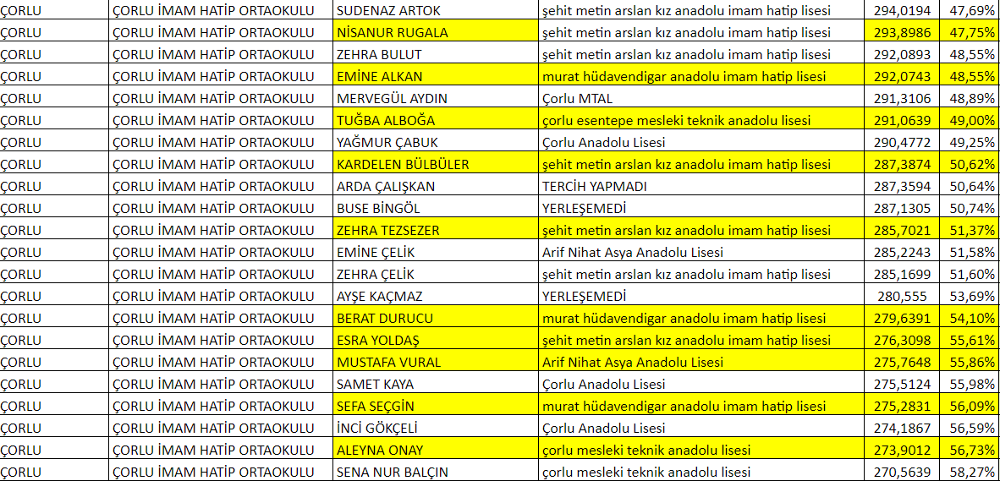 ÇORLU ÇORLU İMAM HATİP ORTAOKULU SUDENAZ ARTOK şehit metin arslan kız anadolu imam hatip lisesi 294,0194 47,69%
ÇORLU ÇORLU İMAM HATİP ORTAOKULU NİSANUR RUGALA şehit metin arslan kız anadolu imam hatip lisesi 293,8986 47,75%
ÇORLU ÇORLU İMAM HATİP ORTAOKULU ZEHRA BULUT şehit metin arslan kız anadolu imam hatip lisesi 292,0893 48,55%
ÇORLU ÇORLU İMAM HATİP ORTAOKULU EMİNE ALKAN murat hüdavendigar anadolu imam hatip lisesi 292,0743 48,55%
ÇORLU ÇORLU İMAM HATİP ORTAOKULU MERVEGÜL AYDIN Çorlu MTAL 291,3106 48,89%
ÇORLU ÇORLU İMAM HATİP ORTAOKULU TUĞBA ALBOĞA çorlu esentepe mesleki teknik anadolu lisesi 291,0639 49,00%
ÇORLU ÇORLU İMAM HATİP ORTAOKULU YAĞMUR ÇABUK Çorlu Anadolu Lisesi 290,4772 49,25%
ÇORLU ÇORLU İMAM HATİP ORTAOKULU KARDELEN BÜLBÜLER şehit metin arslan kız anadolu imam hatip lisesi 287,3874 50,62%
ÇORLU ÇORLU İMAM HATİP ORTAOKULU ARDA ÇALIŞKAN TERCİH YAPMADI 287,3594 50,64%
ÇORLU ÇORLU İMAM HATİP ORTAOKULU BUSE BİNGÖL YERLEŞEMEDİ 287,1305 50,74%
ÇORLU ÇORLU İMAM HATİP ORTAOKULU ZEHRA TEZSEZER şehit metin arslan kız anadolu imam hatip lisesi 285,7021 51,37%
ÇORLU ÇORLU İMAM HATİP ORTAOKULU EMİNE ÇELİK Arif Nihat Asya Anadolu Lisesi 285,2243 51,58%
ÇORLU ÇORLU İMAM HATİP ORTAOKULU ZEHRA ÇELİK şehit metin arslan kız anadolu imam hatip lisesi 285,1699 51,60%
ÇORLU ÇORLU İMAM HATİP ORTAOKULU AYŞE KAÇMAZ YERLEŞEMEDİ 280,555 53,69%
ÇORLU ÇORLU İMAM HATİP ORTAOKULU BERAT DURUCU murat hüdavendigar anadolu imam hatip lisesi 279,6391 54,10%
ÇORLU ÇORLU İMAM HATİP ORTAOKULU ESRA YOLDAŞ şehit metin arslan kız anadolu imam hatip lisesi 276,3098 55,61%
ÇORLU ÇORLU İMAM HATİP ORTAOKULU MUSTAFA VURAL Arif Nihat Asya Anadolu Lisesi 275,7648 55,86%
ÇORLU ÇORLU İMAM HATİP ORTAOKULU SAMET KAYA Çorlu Anadolu Lisesi 275,5124 55,98%
ÇORLU ÇORLU İMAM HATİP ORTAOKULU SEFA SEÇGİN murat hüdavendigar anadolu imam hatip lisesi 275,2831 56,09%
ÇORLU ÇORLU İMAM HATİP ORTAOKULU İNCİ GÖKÇELİ Çorlu Anadolu Lisesi 274,1867 56,59%
ÇORLU ÇORLU İMAM HATİP ORTAOKULU ALEYNA ONAY çorlu mesleki teknik anadolu lisesi 273,9012 56,73%
ÇORLU ÇORLU İMAM HATİP ORTAOKULU SENA NUR BALÇIN çorlu mesleki teknik anadolu lisesi 270,5639 58,27%